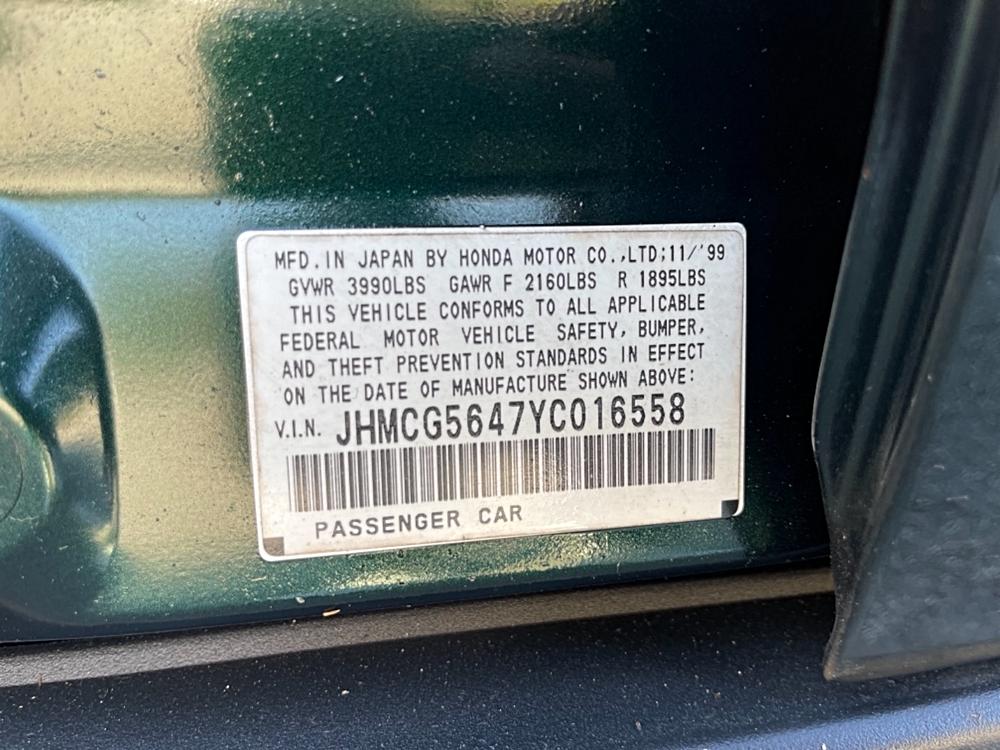 MFD. IN JAPAN BY HONDA MOTOR CO.,LTD;11/'99
GVWR 3990LBS GAWR F 2160LBS R 1895LBS
THIS VEHICLE CONFORMS TO ALL APPLICABLE
FEDERAL MOTOR VEHICLE SAFETY, BUMPER,
AND THEFT PREVENTION STANDARDS IN EFFECT
ON THE DATE OF MANUFACTURE SHOWN ABOVE:
V.I.N. JHMCG5647YC016558
PASSENGER CAR